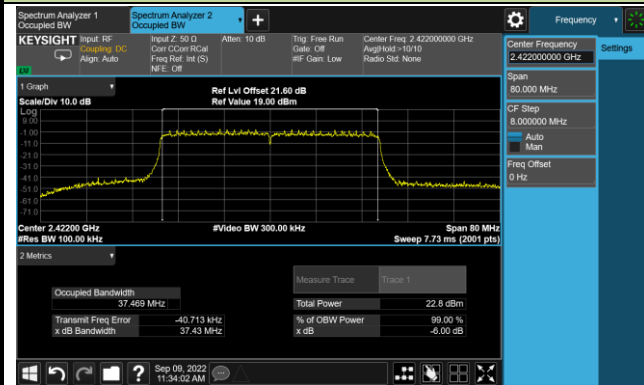 Spectrum Analyzer 1
Occupied BW
Spectrum Analyzer 2
Occupied BW
+
Frequency
KEYSIGHT
Input: RF
Coupling: DC
Align: Auto
Input Z: 50 Ω
Corr CCorr RCal
Freq Ref: Int (S)
NFE: Off
Atten: 10 dB
Trig: Free Run
Gate: Off
#IF Gain: Low
Center Freq: 2.422000000 GHz
Avg|Hold:>10/10
Radio Std: None
Center Frequency
2.422000000 GHz
Settings
Span
80.000 MHz
CF Step
8.000000 MHz
Auto
Man
Freq Offset
0 Hz
1 Graph
Scale/Div 10.0 dB
Ref Lvl Offset 21.60 dB
Ref Value 19.00 dBm
Log
9.00
-1.00
-11.0
-21.0
-31.0
-41.0
-51.0
-61.0
-71.0
Center 2.42200 GHz
#Video BW 300.00 kHz
Span 80 MHz
#Res BW 100.00 kHz
Sweep 7.73 ms (2001 pts)
2 Metrics
Measure Trace
Trace 1
Occupied Bandwidth
37.469 MHz
Total Power
22.8 dBm
Transmit Freq Error
-40.713 kHz
% of OBW Power
99.00 %
x dB Bandwidth
37.43 MHz
x dB
-6.00 dB
?
Sep 09, 2022
11:34:02 AM